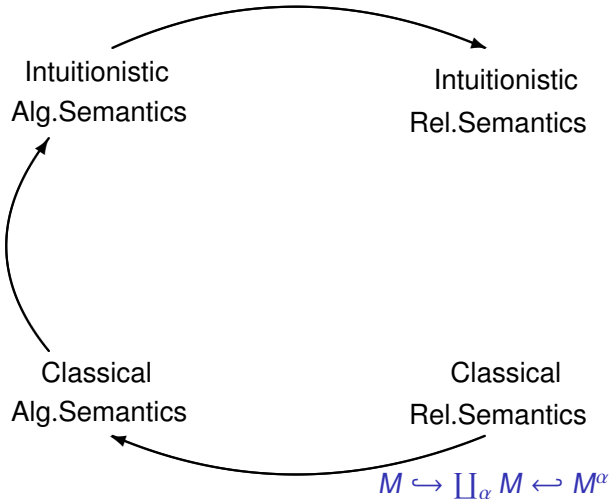 Intuitionistic
Alg.Semantics
Intuitionistic
Rel.Semantics
Classical
Alg.Semantics
Classical
Rel.Semantics
M ↪ ∐α M ↩ Mα